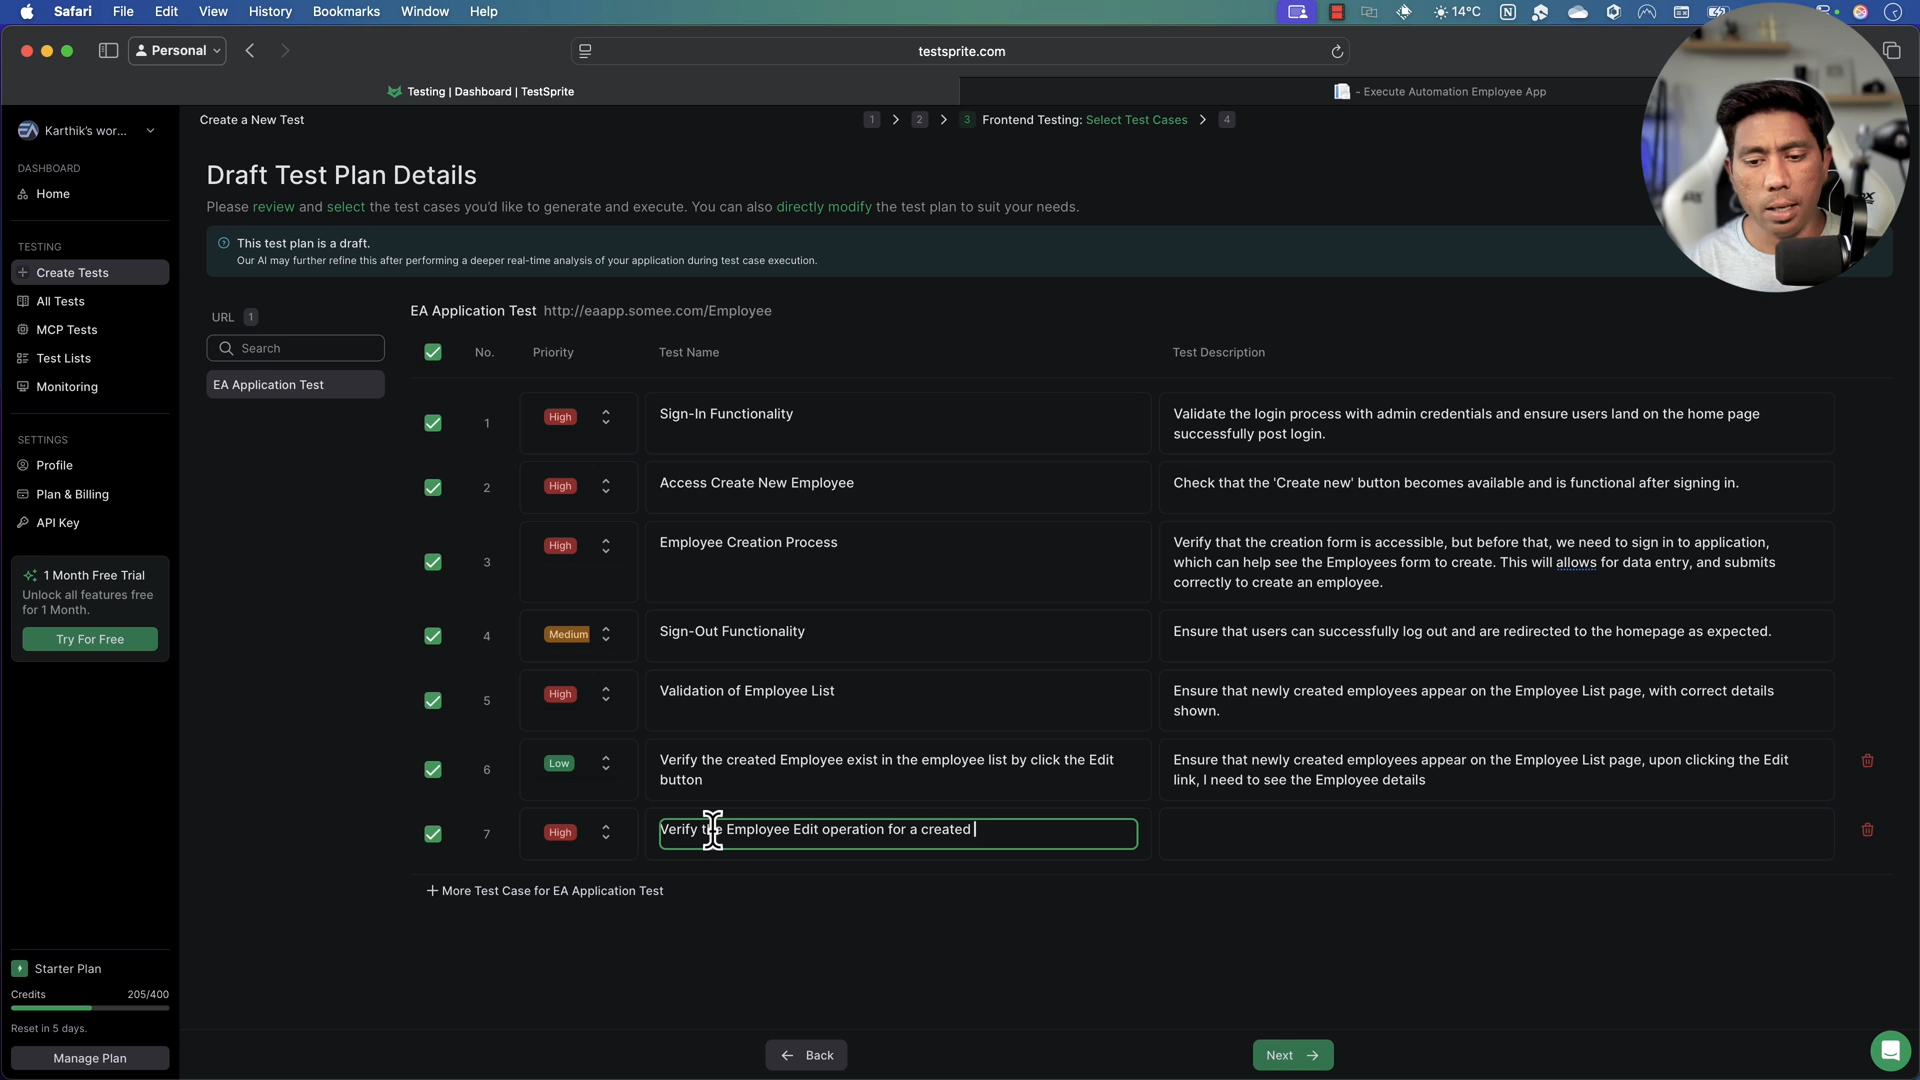 Safari File Edit View History Bookmarks Window Help
14°C
Personal
testsprite.com
Testing | Dashboard | TestSprite
- Execute Automation Employee App
Karthik's wor...
DASHBOARD
Home
TESTING
Create Tests
All Tests
MCP Tests
Test Lists
Monitoring
SETTINGS
Profile
Plan & Billing
API Key
1 Month Free Trial
Unlock all features free
for 1 Month.
Try For Free
Starter Plan
Credits 205/400
Reset in 5 days.
Manage Plan
Create a New Test
1 2 3 Frontend Testing: Select Test Cases 4
Draft Test Plan Details
Please review and select the test cases you'd like to generate and execute. You can also directly modify the test plan to suit your needs.
This test plan is a draft.
Our AI may further refine this after performing a deeper real-time analysis of your application during test case execution.
URL 1
Search
EA Application Test
EA Application Test http://eaapp.somee.com/Employee
No. Priority Test Name Test Description
1 High Sign-In Functionality Validate the login process with admin credentials and ensure users land on the home page
successfully post login.
2 High Access Create New Employee Check that the 'Create new' button becomes available and is functional after signing in.
3 High Employee Creation Process Verify that the creation form is accessible, but before that, we need to sign in to application,
which can help see the Employees form to create. This will allows for data entry, and submits
correctly to create an employee.
4 Medium Sign-Out Functionality Ensure that users can successfully log out and are redirected to the homepage as expected.
5 High Validation of Employee List Ensure that newly created employees appear on the Employee List page, with correct details
shown.
6 Low Verify the created Employee exist in the employee list by click the Edit Ensure that newly created employees appear on the Employee List page, upon clicking the Edit
button link, I need to see the Employee details
7 High Verify the Employee Edit operation for a created
More Test Case for EA Application Test
Back
Next